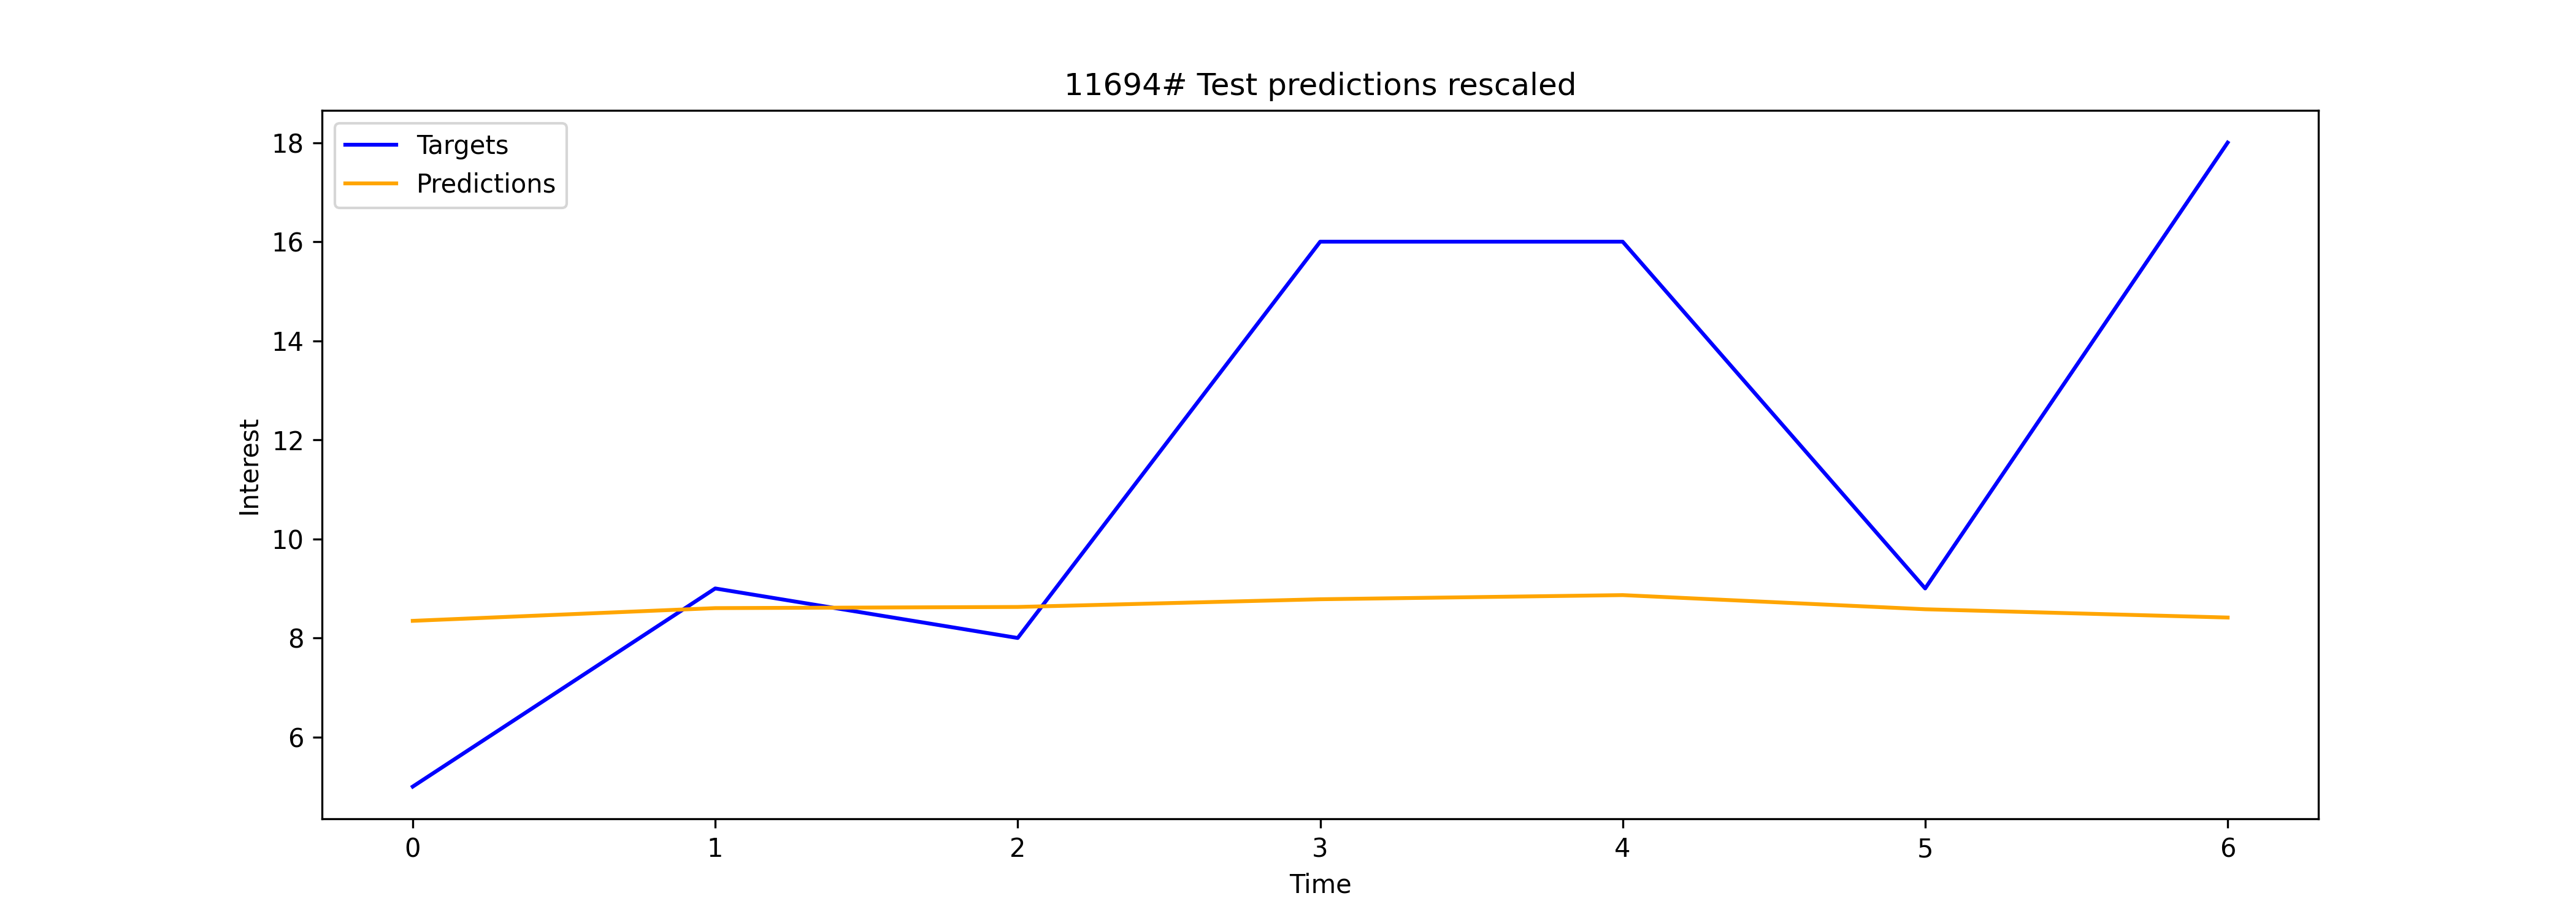 11694# Test predictions rescaled
Targets
Predictions
18
16
14
12
10
8
6
Interest
0 1 2 3 4 5 6
Time